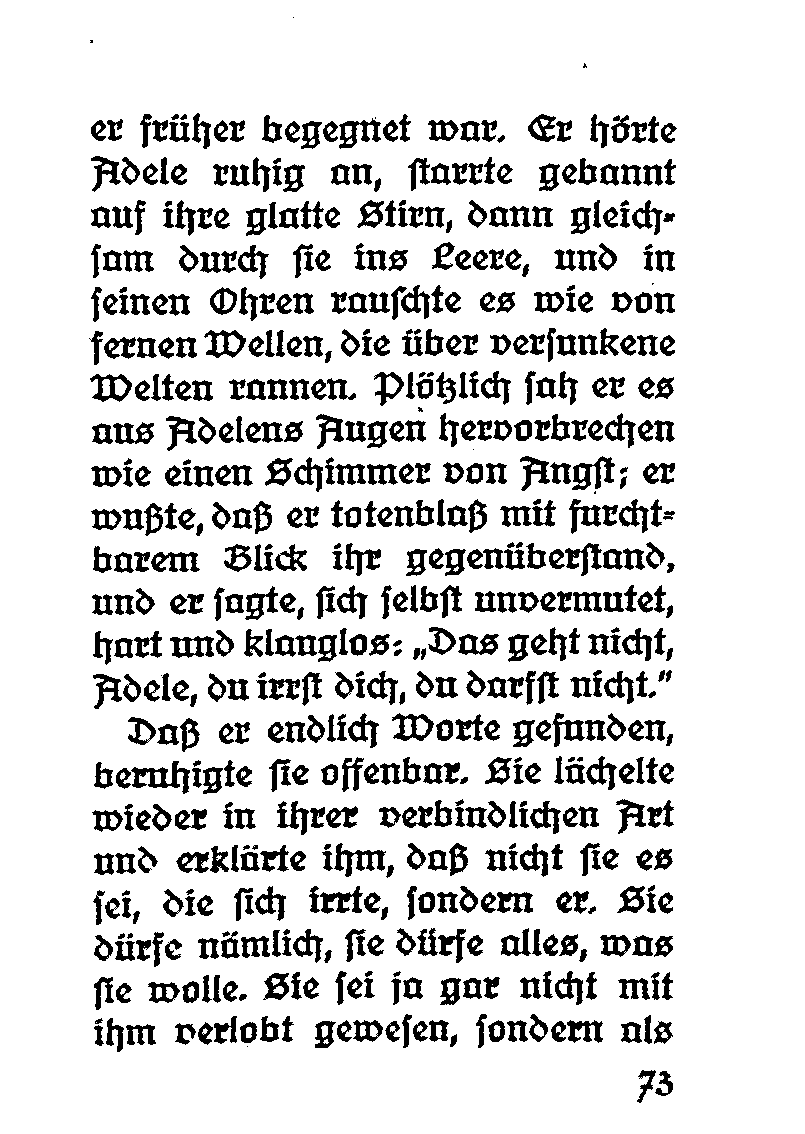 er früher begegnet war. Er hörte
Adele ruhig an, ſtarrte gebannt
auf ihre glatte Stirn, dann gleich-
ſam durch ſie ins Leere, und in
ſeinen Ohren rauſchte es wie von
fernen Wellen, die über verſunkene
Welten rannen. Plötzlich ſah er es
aus Adelens Augen hervorbrechen
wie einen Schimmer von Angſt; er
wußte, daß er totenblaß mit furcht-
barem Blick ihr gegenüberſtand,
und er ſagte, ſich ſelbſt unvermutet,
hart und klanglos: „Das geht nicht,
Adele, du irrſt dich, du darfſt nicht.“
Daß er endlich Worte gefunden,
beruhigte ſie offenbar. Sie lächelte
wieder in ihrer verbindlichen Art
und erklärte ihm, daß nicht ſie es
ſei, die ſich irrte, ſondern er. Sie
dürfe nämlich, ſie dürfe alles, was
ſie wolle. Sie ſei ja gar nicht mit
ihm verlobt geweſen, ſondern als
73